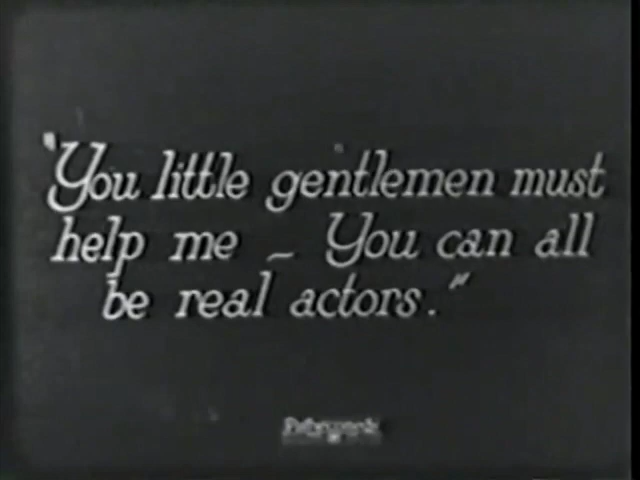 "You little gentlemen must
help me — You can all
be real actors."